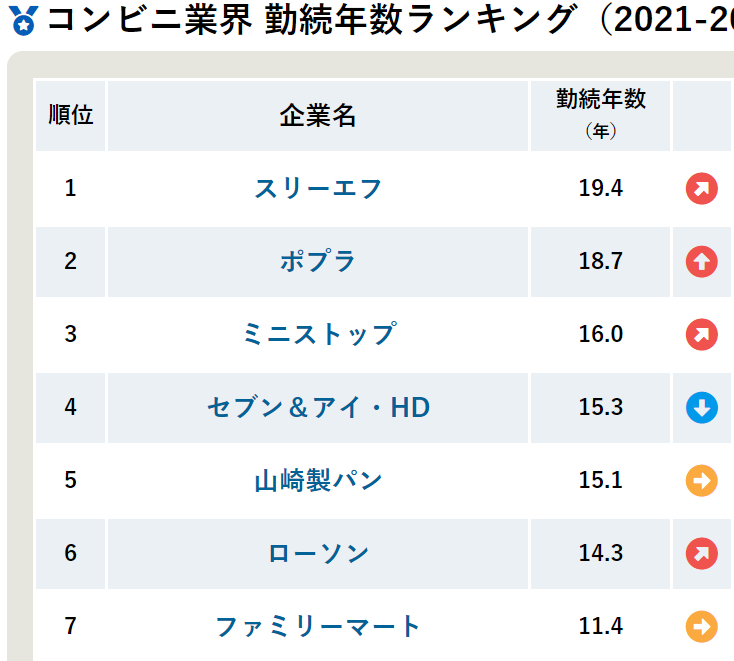 コンビニ業界 勤続年数ランキング（2021-20
順位 企業名 勤続年数
（年）
1 スリーエフ 19.4
2 ポプラ 18.7
3 ミニストップ 16.0
4 セブン＆アイ・HD 15.3
5 山崎製パン 15.1
6 ローソン 14.3
7 ファミリーマート 11.4